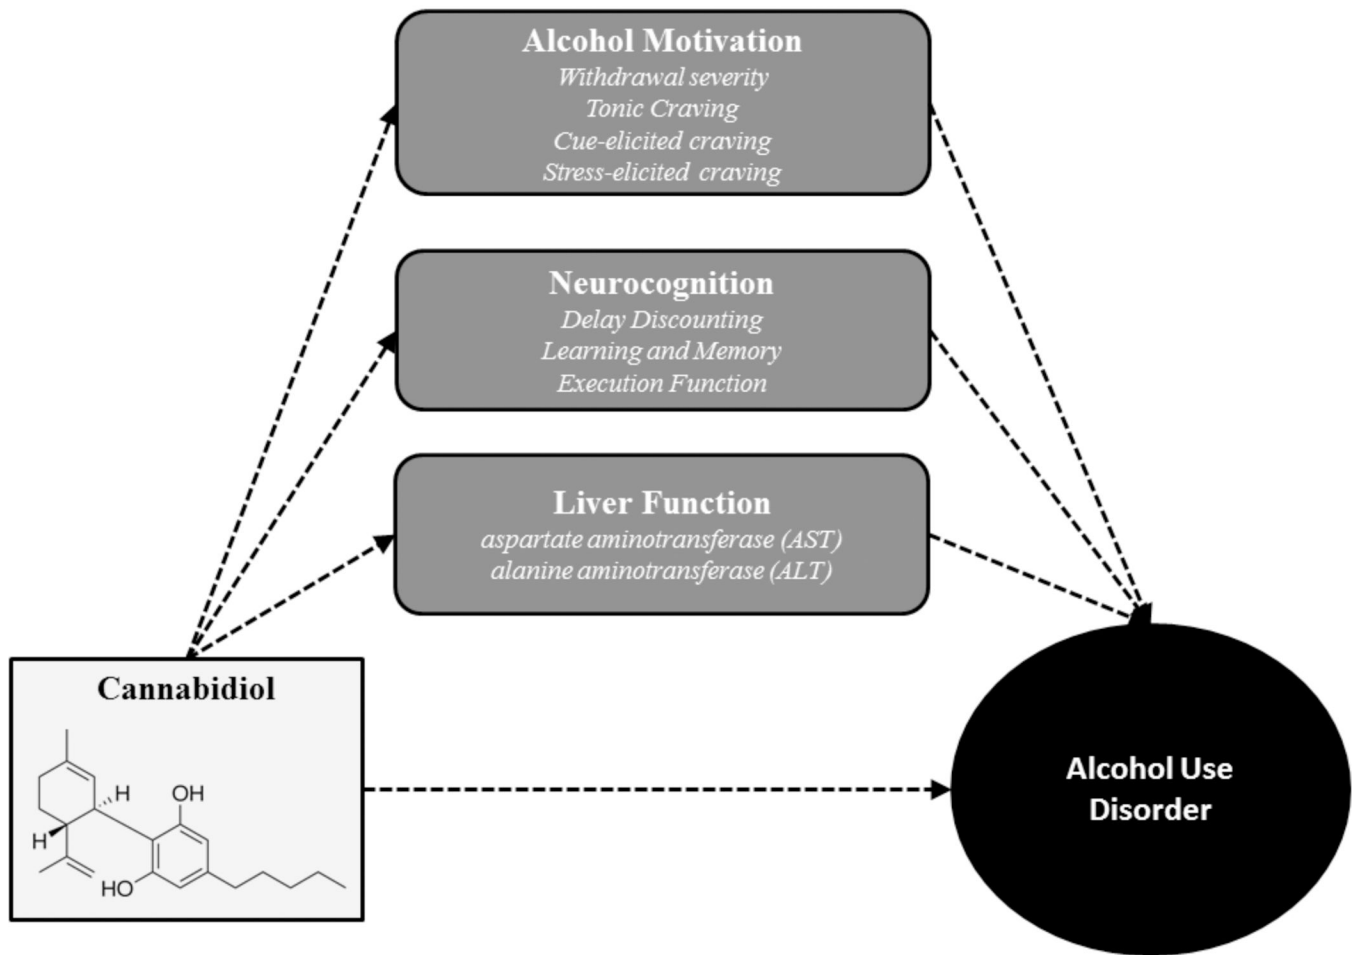 Alcohol Motivation
Withdrawal severity
Tonic Craving
Cue-elicited craving
Stress-elicited craving
Neurocognition
Delay Discounting
Learning and Memory
Execution Function
Liver Function
aspartate aminotransferase (AST)
alanine aminotransferase (ALT)
Cannabidiol
H
OH
H
HO
Alcohol Use
Disorder